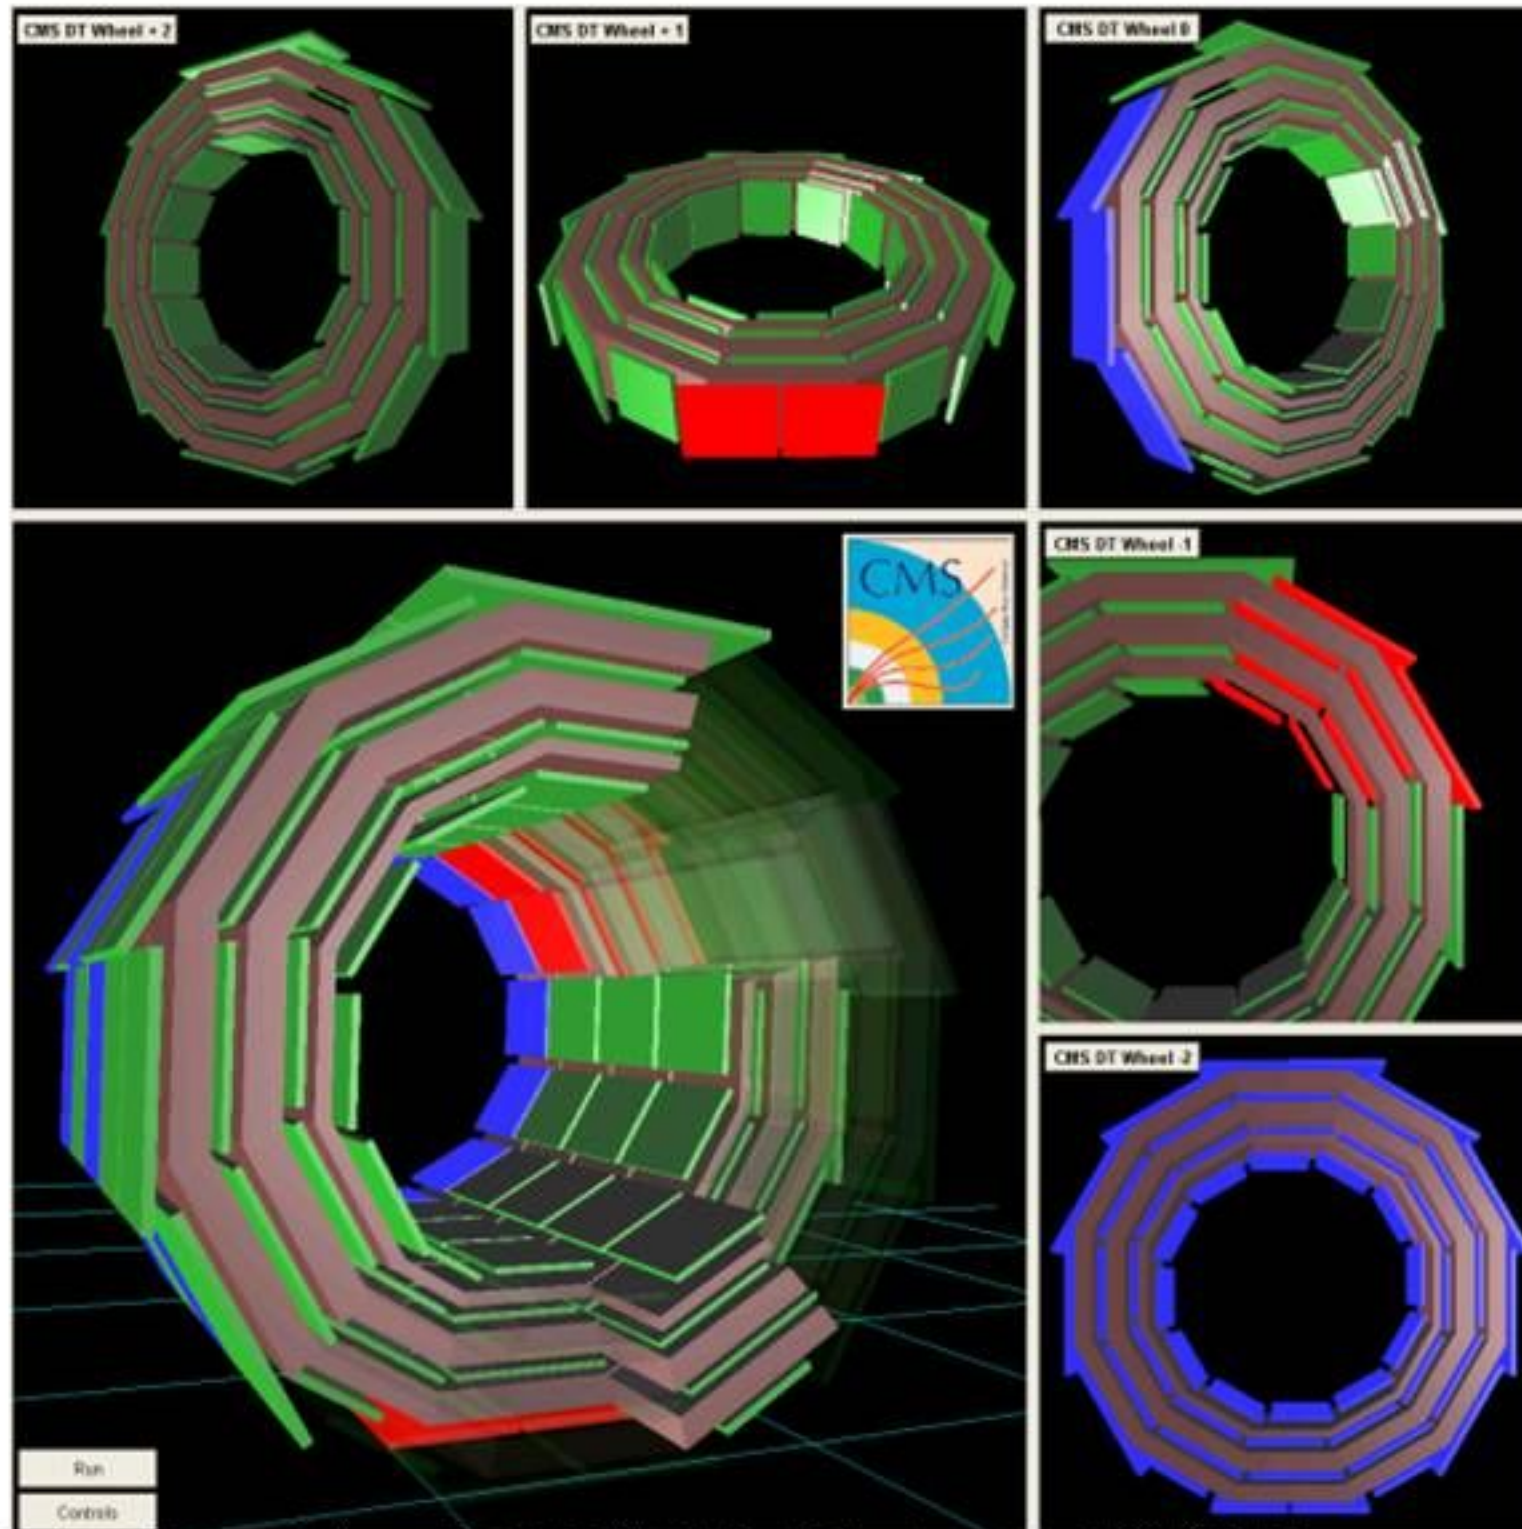 CMS DT Wheel + 2
CMS DT Wheel + 1
CMS DT Wheel 0
CMS
CMS DT Wheel -1
CMS DT Wheel -2
Run
Controls